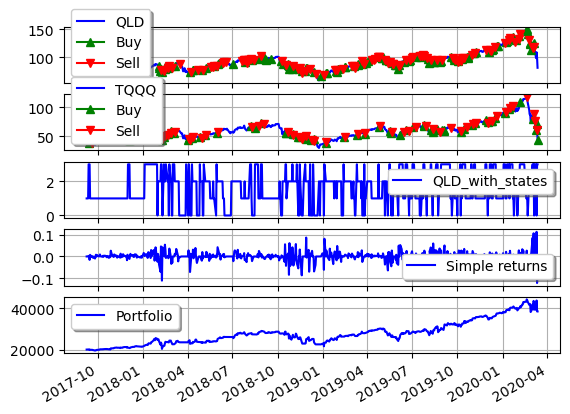 QLD
Buy
Sell
150
100
TQQQ
Buy
Sell
100
50
QLD_with_states
2
0
Simple returns
0.1
0.0
−0.1
Portfolio
40000
20000
2017-10
2018-01
2018-04
2018-07
2018-10
2019-01
2019-04
2019-07
2019-10
2020-01
2020-04